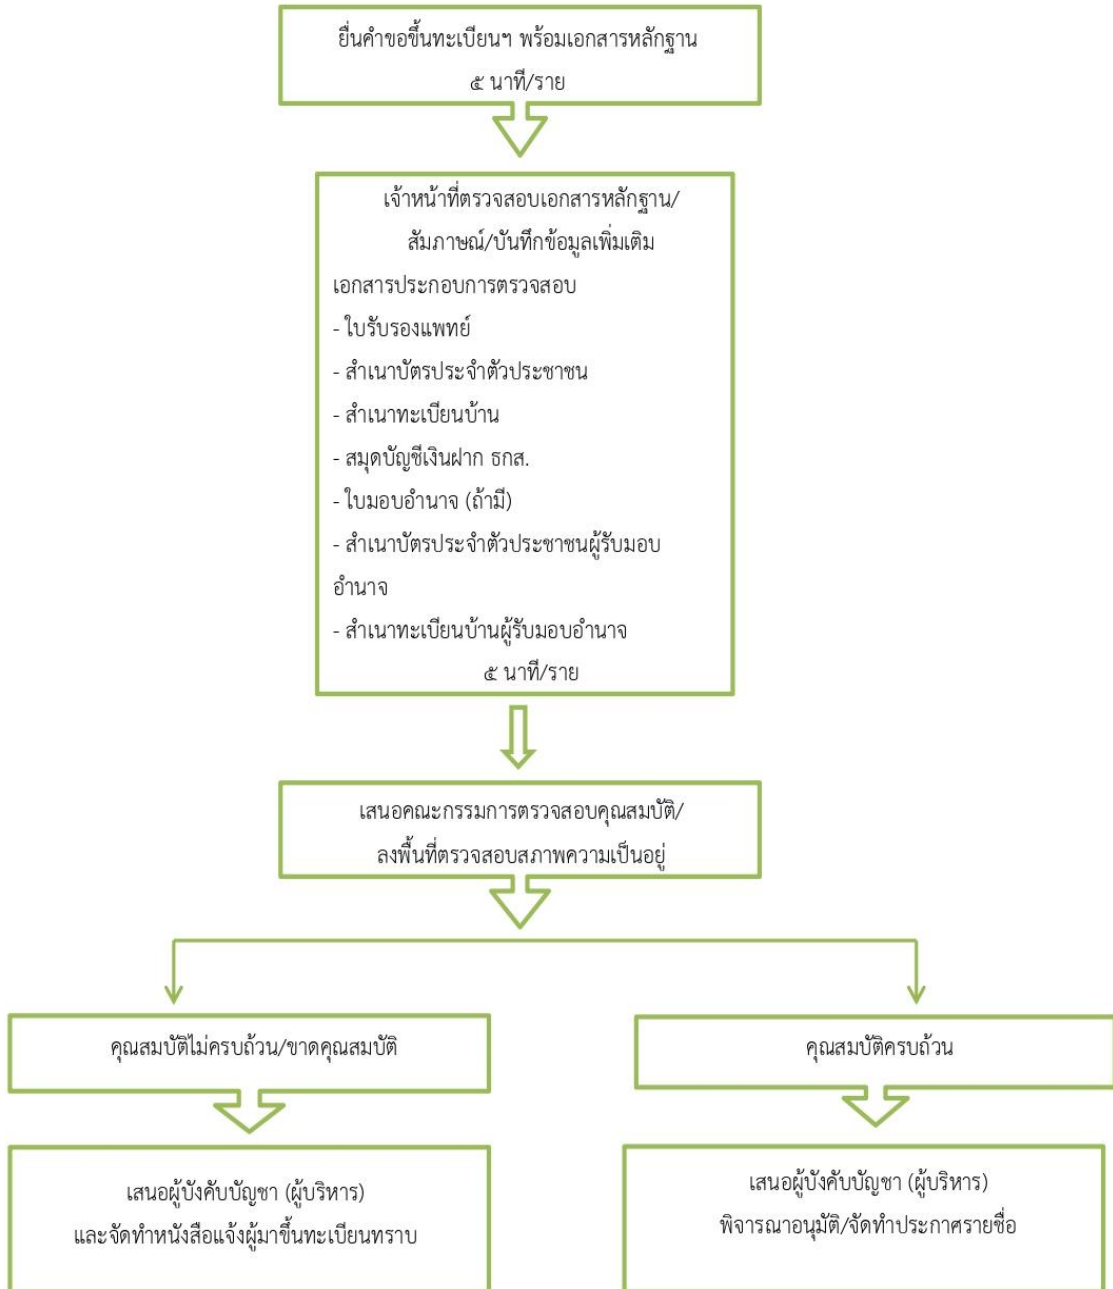 ยื่นคำขอขึ้นทะเบียนฯ พร้อมเอกสารหลักฐาน
๕ นาที/ราย
เจ้าหน้าที่ตรวจสอบเอกสารหลักฐาน/
สัมภาษณ์/บันทึกข้อมูลเพิ่มเติม
เอกสารประกอบการตรวจสอบ
- ใบรับรองแพทย์
- สำเนาบัตรประจำตัวประชาชน
- สำเนาทะเบียนบ้าน
- สมุดบัญชีเงินฝาก ธกส.
- ใบมอบอำนาจ (ถ้ามี)
- สำเนาบัตรประจำตัวประชาชนผู้รับมอบ
อำนาจ
- สำเนาทะเบียนบ้านผู้รับมอบอำนาจ
๕ นาที/ราย
เสนอคณะกรรมการตรวจสอบคุณสมบัติ/
ลงพื้นที่ตรวจสอบสภาพความเป็นอยู่
คุณสมบัติไม่ครบถ้วน/ขาดคุณสมบัติ
คุณสมบัติครบถ้วน
เสนอผู้บังคับบัญชา (ผู้บริหาร)
และจัดทำหนังสือแจ้งผู้มาขึ้นทะเบียนทราบ
เสนอผู้บังคับบัญชา (ผู้บริหาร)
พิจารณาอนุมัติ/จัดทำประกาศรายชื่อ